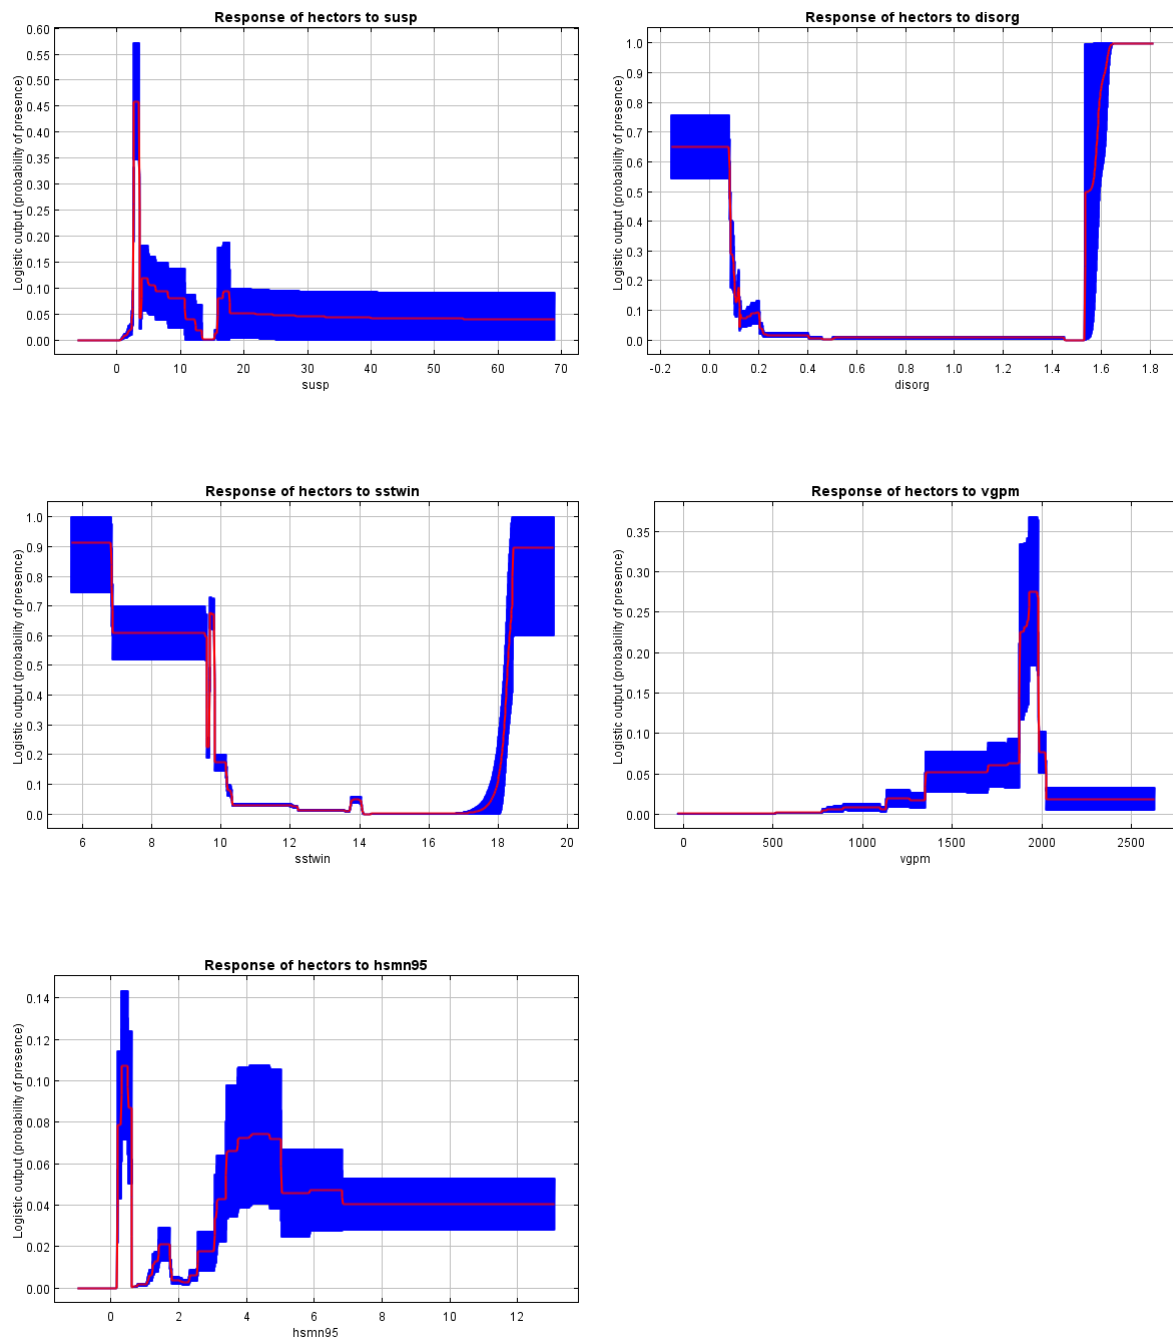 Response of hectors to susp
Logistic output (probability of presence)
0.60
0.55
0.50
0.45
0.40
0.35
0.30
0.25
0.20
0.15
0.10
0.05
0.00
0 10 20 30 40 50 60 70
susp
Response of hectors to disorg
Logistic output (probability of presence)
1.0
0.9
0.8
0.7
0.6
0.5
0.4
0.3
0.2
0.1
0.0
-0.2 0.0 0.2 0.4 0.6 0.8 1.0 1.2 1.4 1.6 1.8
disorg
Response of hectors to sstwin
Logistic output (probability of presence)
1.0
0.9
0.8
0.7
0.6
0.5
0.4
0.3
0.2
0.1
0.0
6 8 10 12 14 16 18 20
sstwin
Response of hectors to vgpm
Logistic output (probability of presence)
0.35
0.30
0.25
0.20
0.15
0.10
0.05
0.00
0 500 1000 1500 2000 2500
vgpm
Response of hectors to hsmn95
Logistic output (probability of presence)
0.14
0.12
0.10
0.08
0.06
0.04
0.02
0.00
0 2 4 6 8 10 12
hsmn95